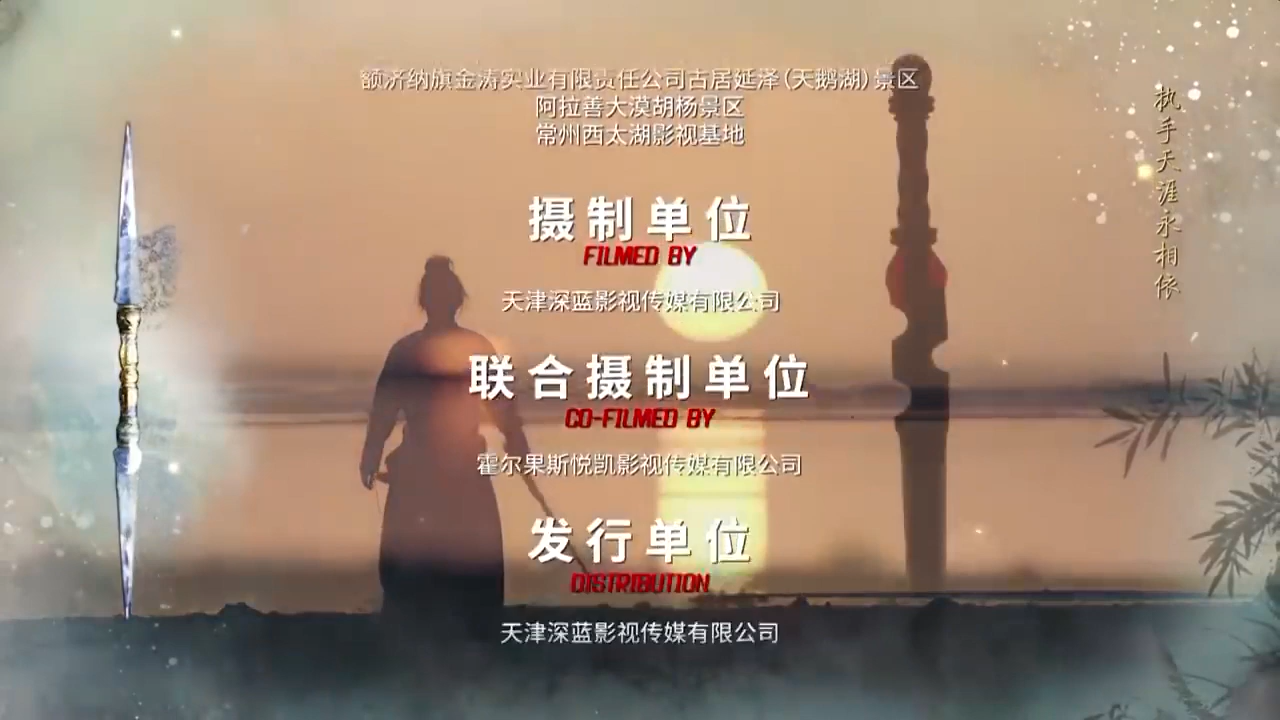 额济纳旗金涛实业有限责任公司古居延泽(天鹅湖)景区
阿拉善大漠胡杨景区
常州西太湖影视基地
摄制单位
FILMED BY
天津深蓝影视传媒有限公司
联合摄制单位
CO-FILMED BY
霍尔果斯悦凯影视传媒有限公司
发行单位
DISTRIBUTION
天津深蓝影视传媒有限公司
执手天涯永相依